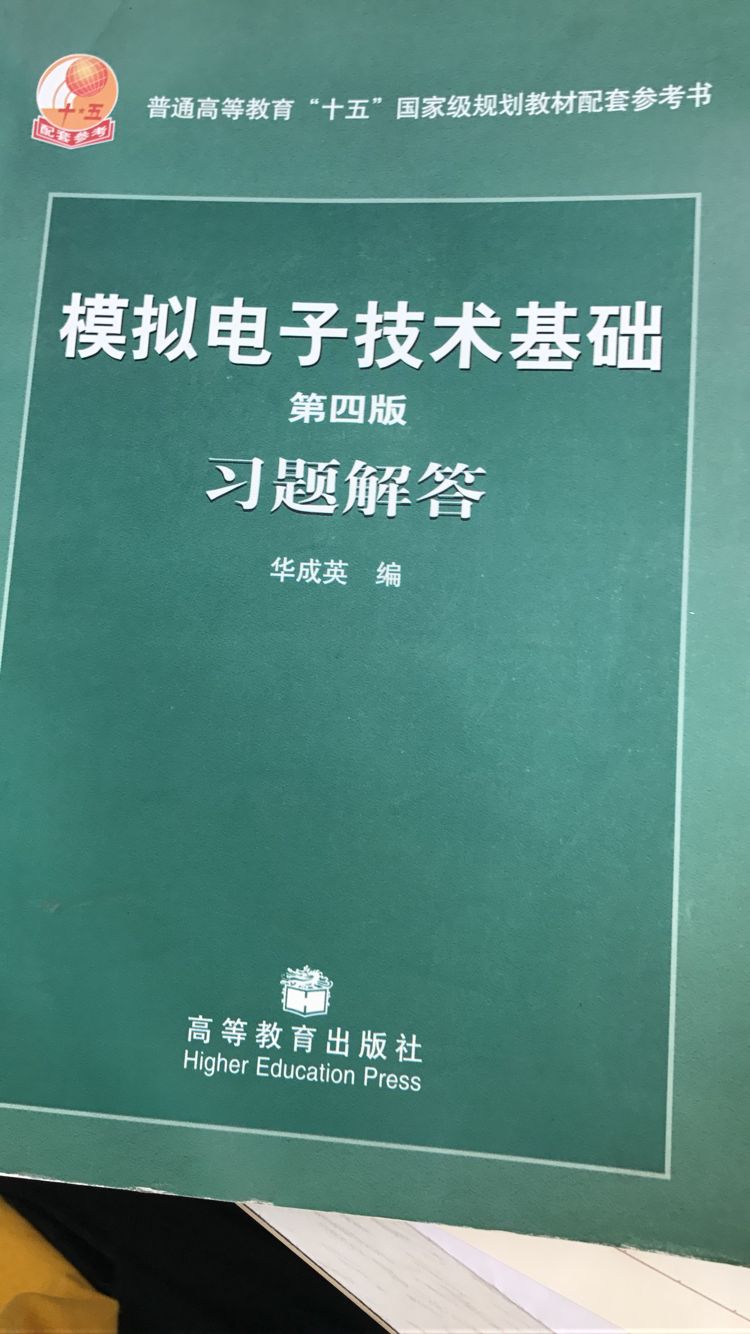 十·五
配套参考
普通高等教育“十五”国家级规划教材配套参考书
模拟电子技术基础
第四版
习题解答
华成英 编
高等教育出版社
Higher Education Press